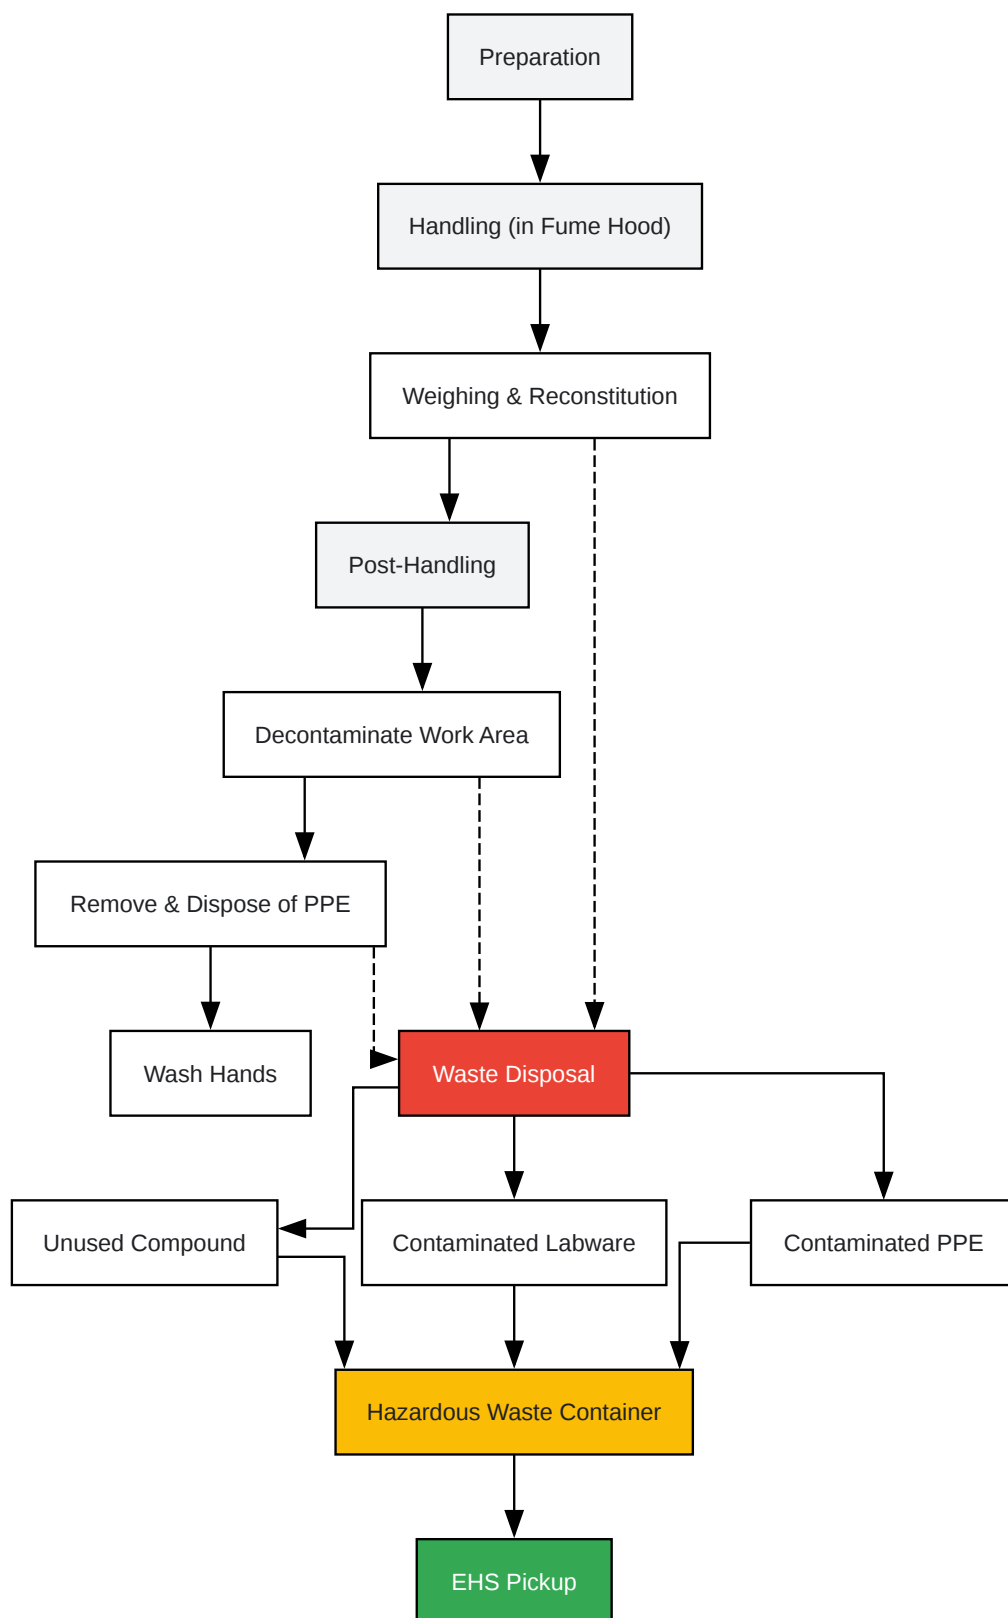 Preparation
Handling (in Fume Hood)
Weighing & Reconstitution
Post-Handling
Decontaminate Work Area
Remove & Dispose of PPE
Wash Hands
Waste Disposal
Unused Compound
Contaminated Labware
Contaminated PPE
Hazardous Waste Container
EHS Pickup